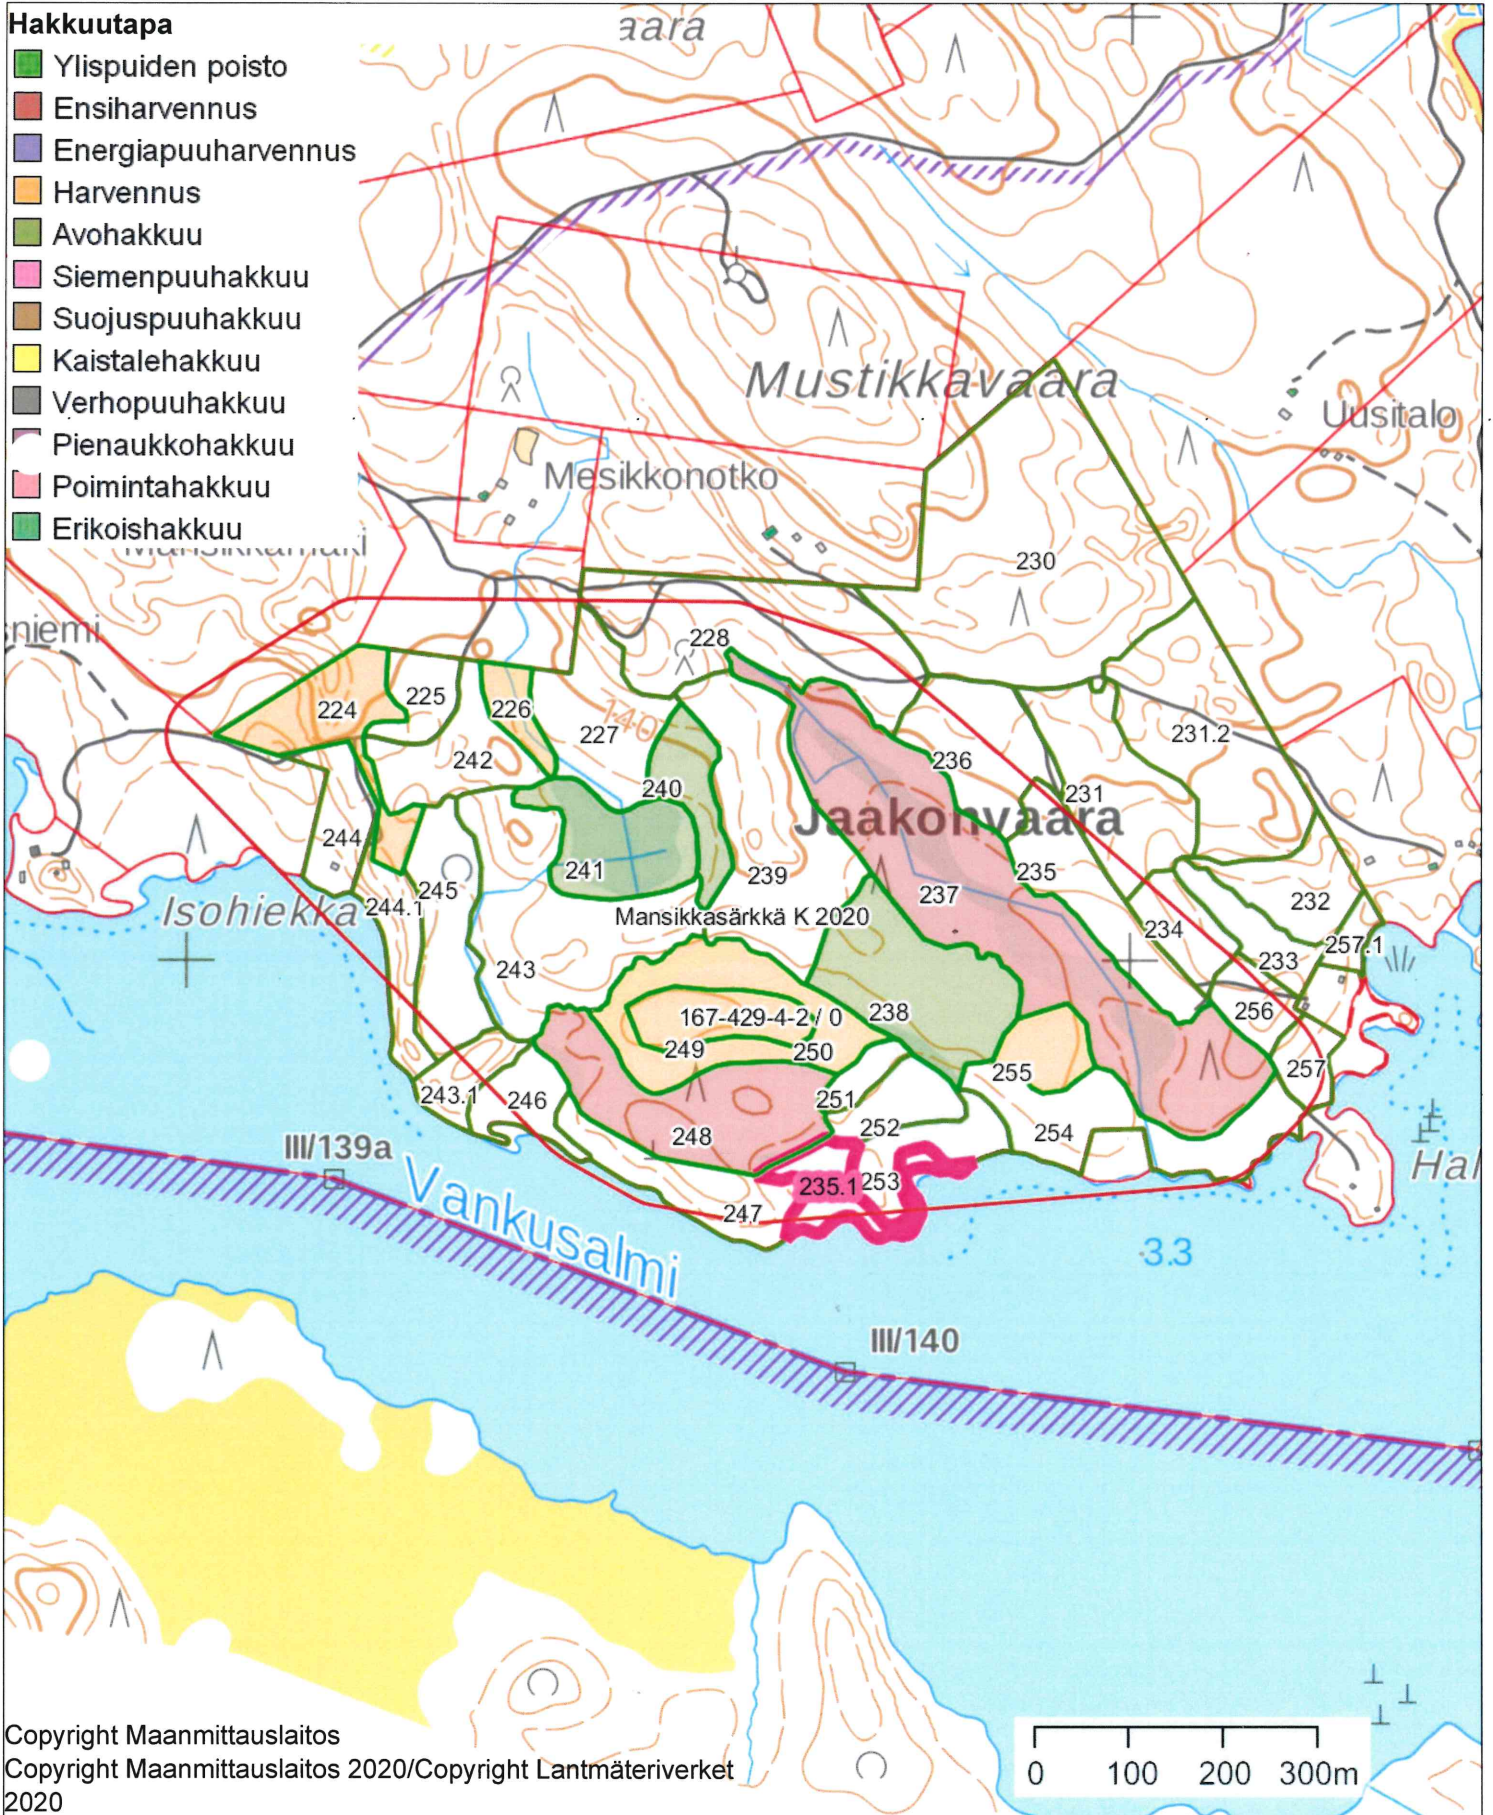 Hakkuutapa
Ylispuiden poisto
Ensiharvennus
Energiapuuharvennus
Harvennus
Avohakkuu
Siemenpuuhakkuu
Suojuspuuhakkuu
Kaistalehakkuu
Verhopuuhakkuu
Pienaukkohakkuu
Poimintahakkuu
Erikoishakkuu
aara
Mustikkavaara
Uusitalo
Mesikkonotko
230
niemi
228
224
225
226
140
227
242
231.2
236
240
231
Jaakonvaara
244
241
239
235
245
237
232
Isohiekka
244.1
Mansikkasärkkä K 2020
234
257.1
243
233
167-429-4-2 / 0
238
256
249
250
255
257
243.1
246
251
248
252
254
III/139a
235.1
253
Hal
247
Vankusalmi
3.3
III/140
Copyright Maanmittauslaitos
Copyright Maanmittauslaitos 2020/Copyright Lantmäteriverket
2020
0 100 200 300m